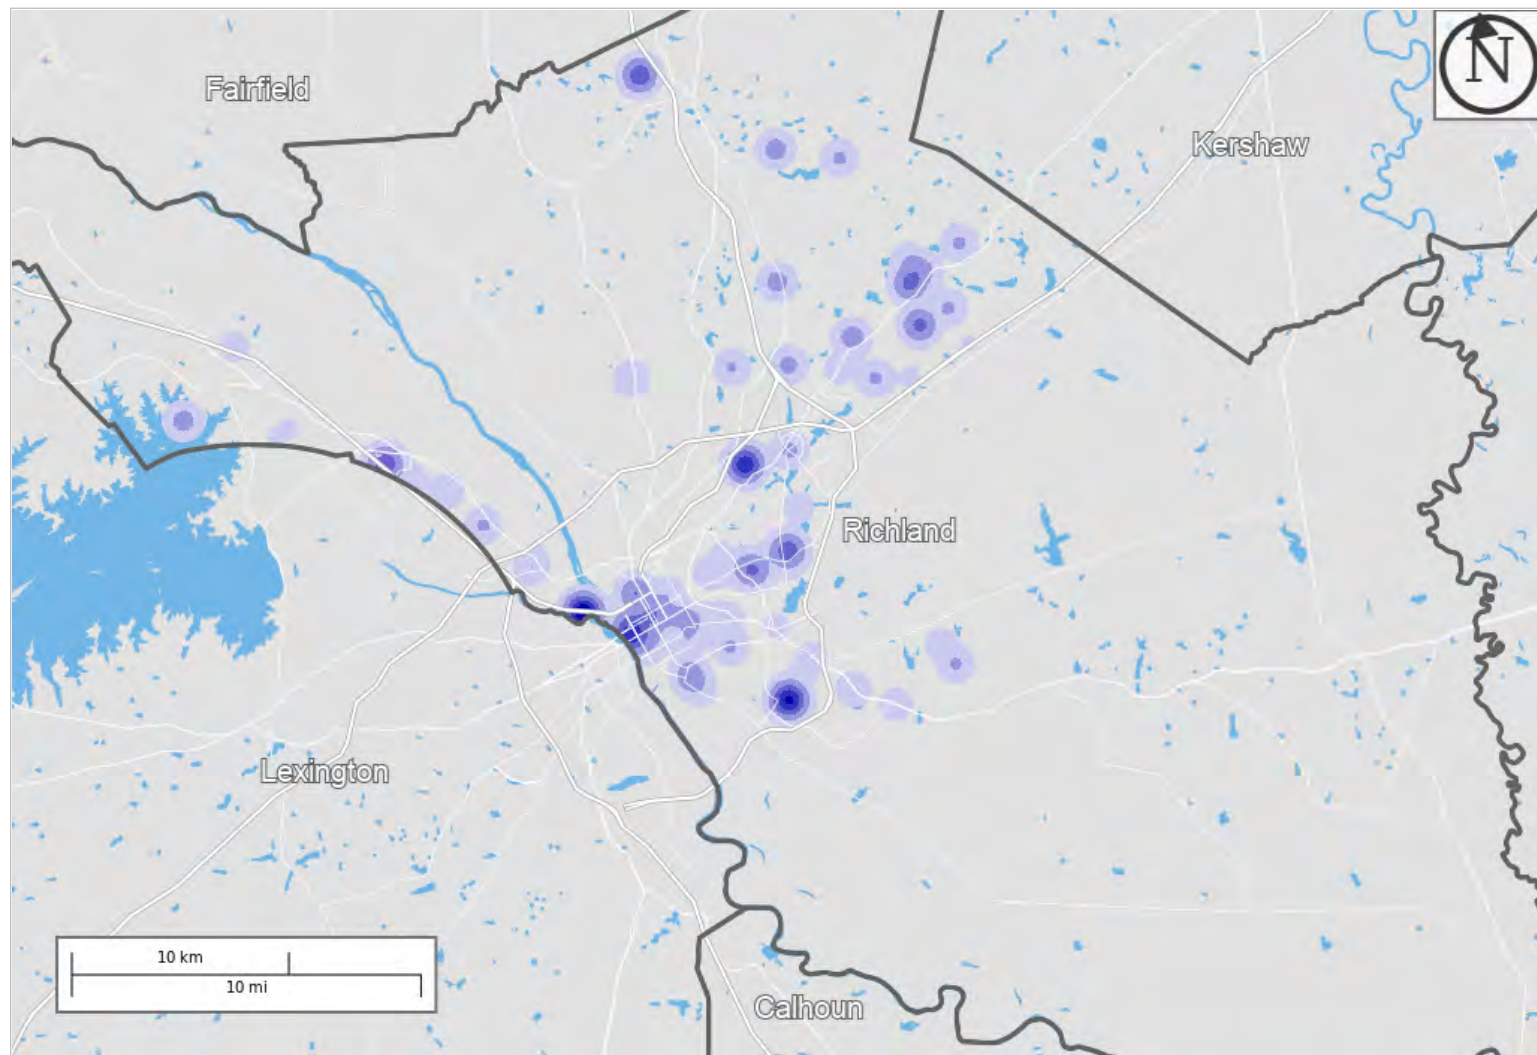 N
Fairfield
Kershaw
Richland
Lexington
10 km
10 mi
Calhoun